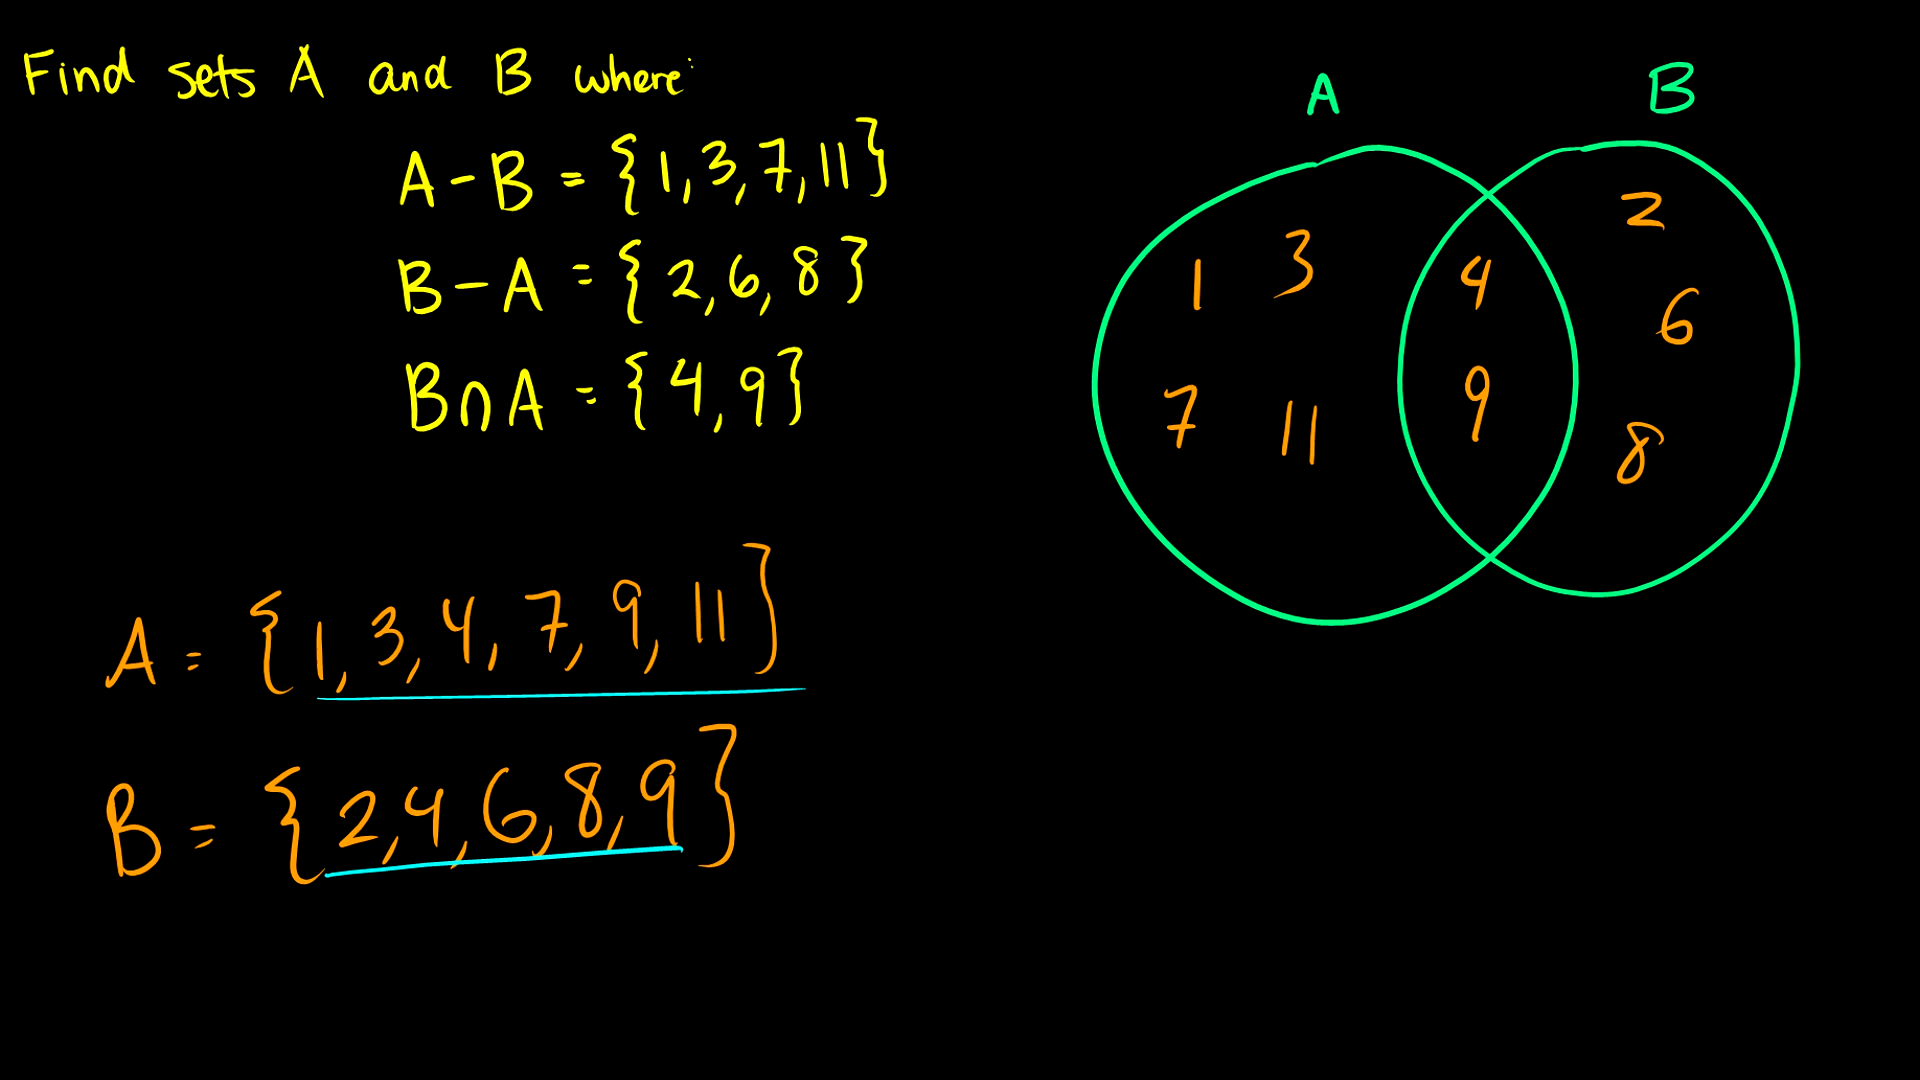 Find sets A and B where:
A - B = {1, 3, 7, 11}
B - A = {2, 6, 8}
B ∩ A = {4, 9}
A = {1, 3, 4, 7, 9, 11}
B = {2, 4, 6, 8, 9}
A B
1 3 4 2
7 11 9 6
8